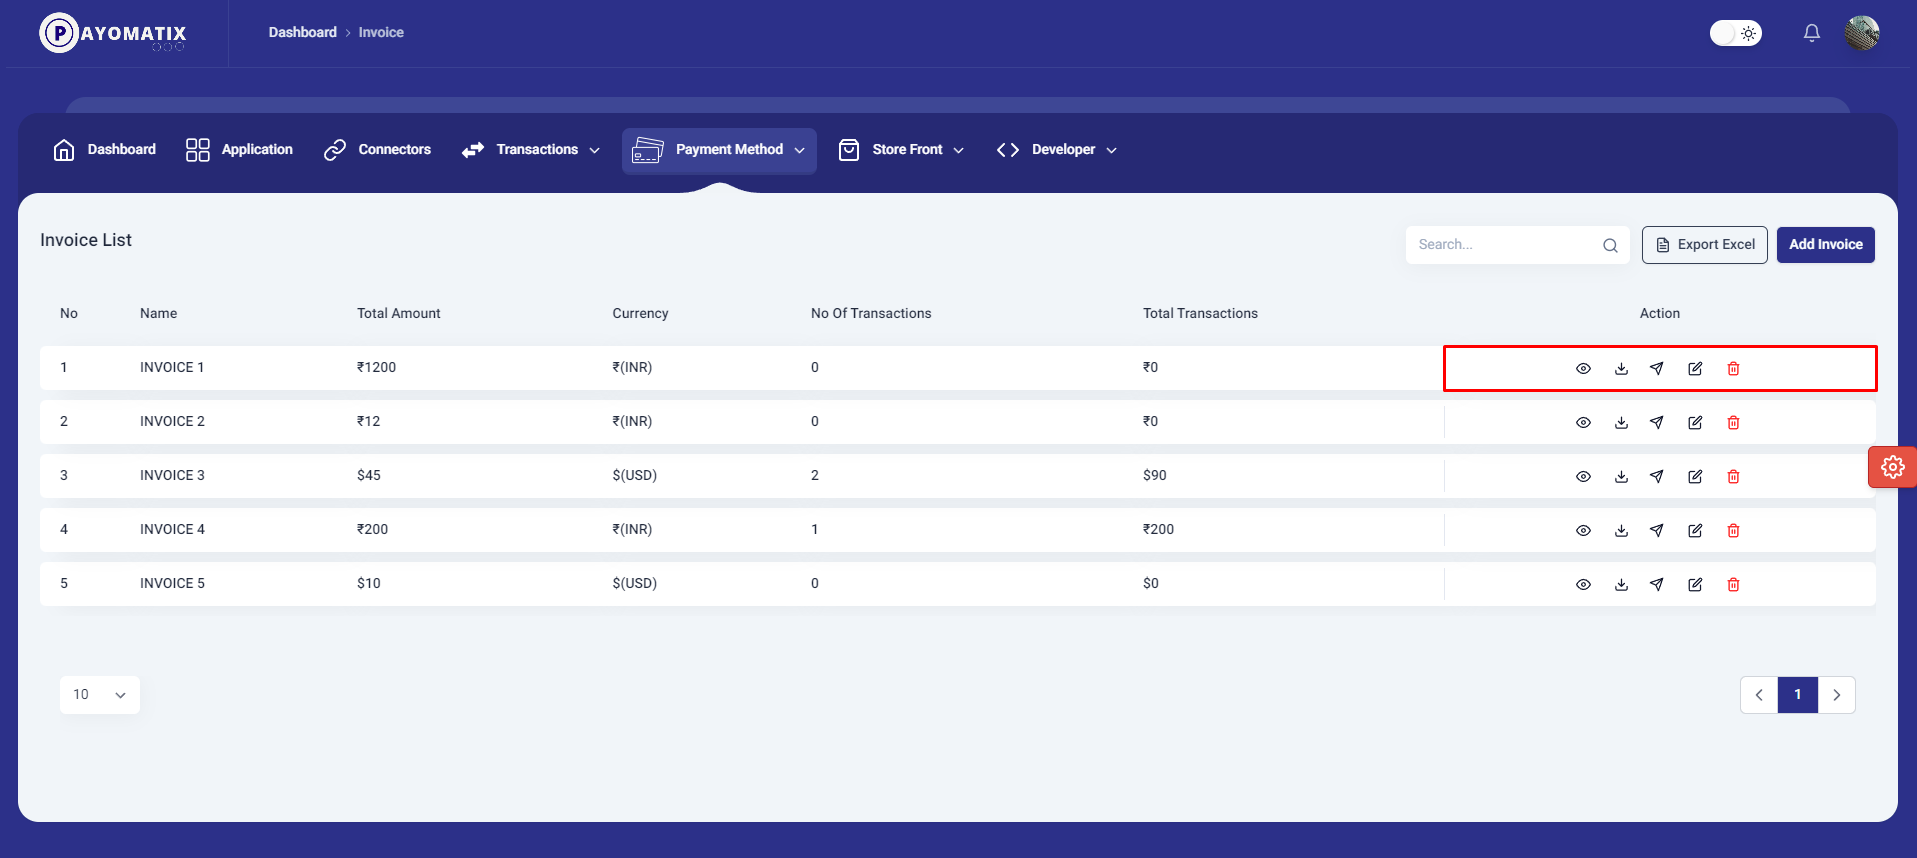 PAYOMATIX
Dashboard > Invoice
Dashboard Application Connectors Transactions Payment Method Store Front Developer
Invoice List
Search... Export Excel Add Invoice
No Name Total Amount Currency No Of Transactions Total Transactions Action
1 INVOICE 1 ₹1200 ₹(INR) 0 ₹0
2 INVOICE 2 ₹12 ₹(INR) 0 ₹0
3 INVOICE 3 $45 $(USD) 2 $90
4 INVOICE 4 ₹200 ₹(INR) 1 ₹200
5 INVOICE 5 $10 $(USD) 0 $0
10 1